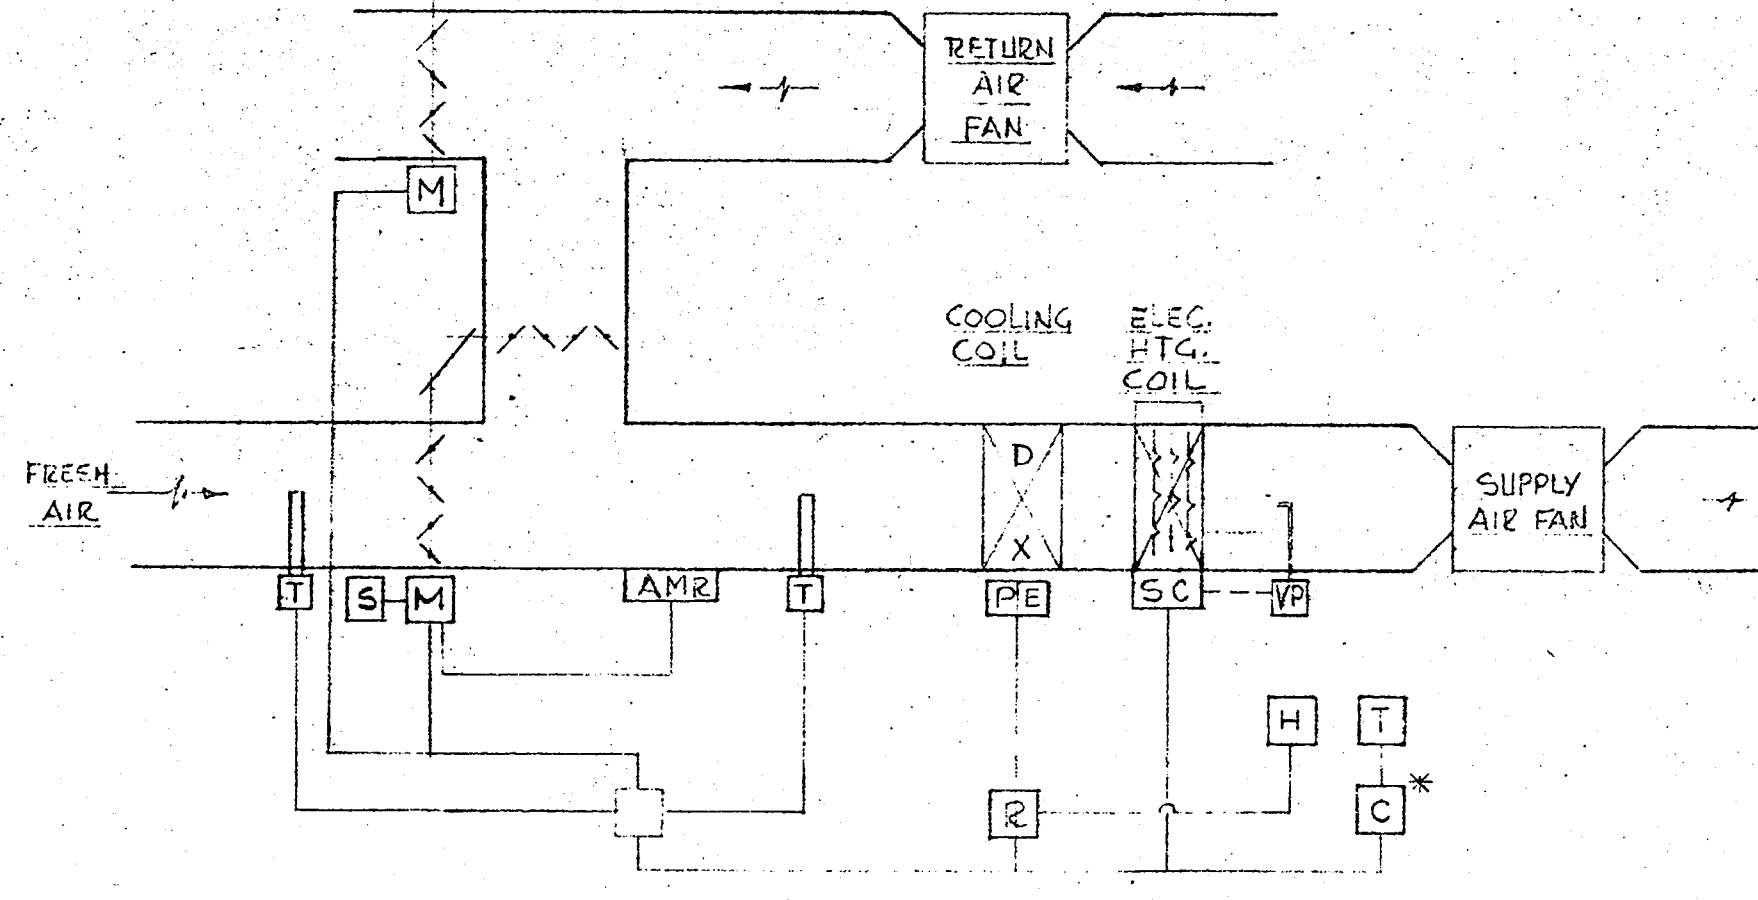 RETURN
AIR
FAN
M
COOLING
COIL
ELEC.
HTG.
COIL
FRESH
AIR
D
X
SUPPLY
AIR FAN
T
S
M
AMR
T
PE
SC
VP
H
T
R
C *